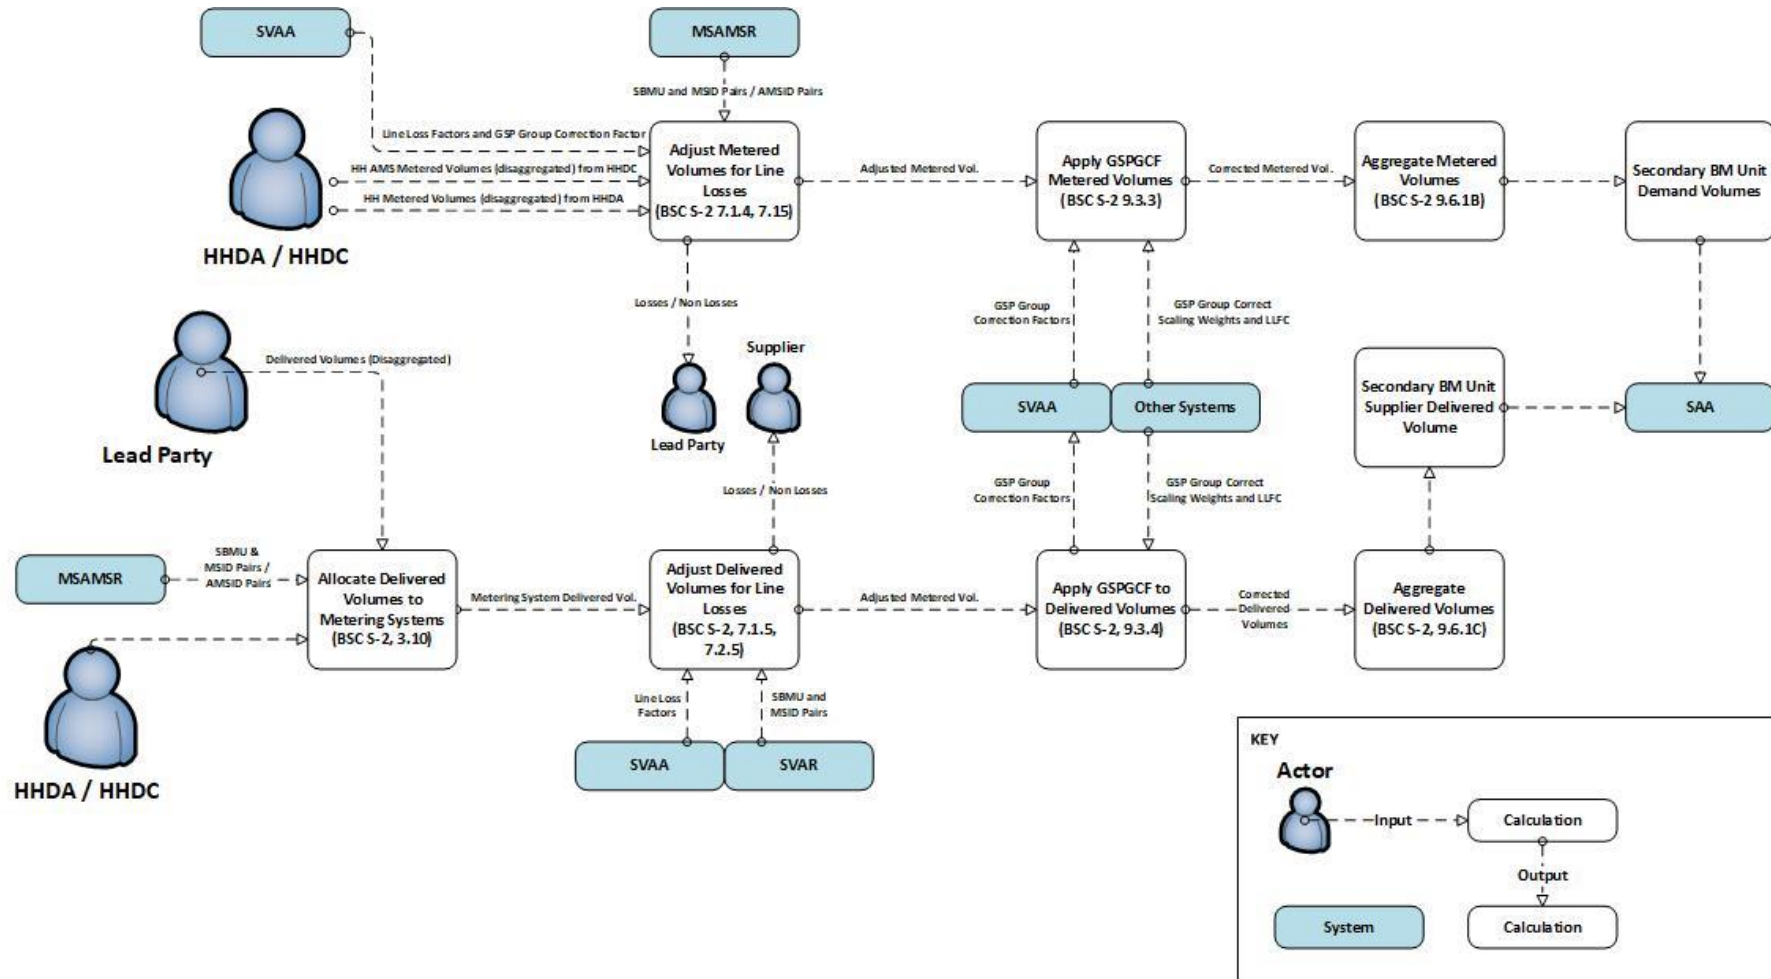 SVAA
MSAMSR
SBMU and MSID Pairs / AMSID Pairs
Line Loss Factors and GSP Group Correction Factor
HH AMS Metered Volumes (disaggregated) from HHDC
HH Metered Volumes (disaggregated) from HHDA
HHDA / HHDC
Adjust Metered
Volumes for Line
Losses
(BSC S-2 7.1.4, 7.15)
Adjusted Metered Vol.
Apply GSPGCF
Metered Volumes
(BSC S-2 9.3.3)
Corrected Metered Vol.
Aggregate Metered
Volumes
(BSC S-2 9.6.1B)
Secondary BM Unit
Demand Volumes
Losses / Non Losses
GSP Group
Correction Factors
GSP Group Correct
Scaling Weights and LLFC
Delivered Volumes (Disaggregated)
Lead Party
Supplier
Lead Party
SVAA
Other Systems
Secondary BM Unit
Supplier Delivered
Volume
SAA
Losses / Non Losses
GSP Group
Correction Factors
GSP Group Correct
Scaling Weights and LLFC
MSAMSR
SBMU &
MSID Pairs /
AMSID Pairs
Allocate Delivered
Volumes to
Metering Systems
(BSC S-2, 3.10)
Metering System Delivered Vol.
Adjust Delivered
Volumes for Line
Losses
(BSC S-2, 7.1.5,
7.2.5)
Adjusted Metered Vol.
Apply GSPGCF to
Delivered Volumes
(BSC S-2, 9.3.4)
Corrected
Delivered
Volumes
Aggregate
Delivered Volumes
(BSC S-2, 9.6.1C)
HHDA / HHDC
Line Loss
Factors
SBMU and
MSID Pairs
SVAA
SVAR
KEY
Actor
Input
Calculation
Output
System
Calculation